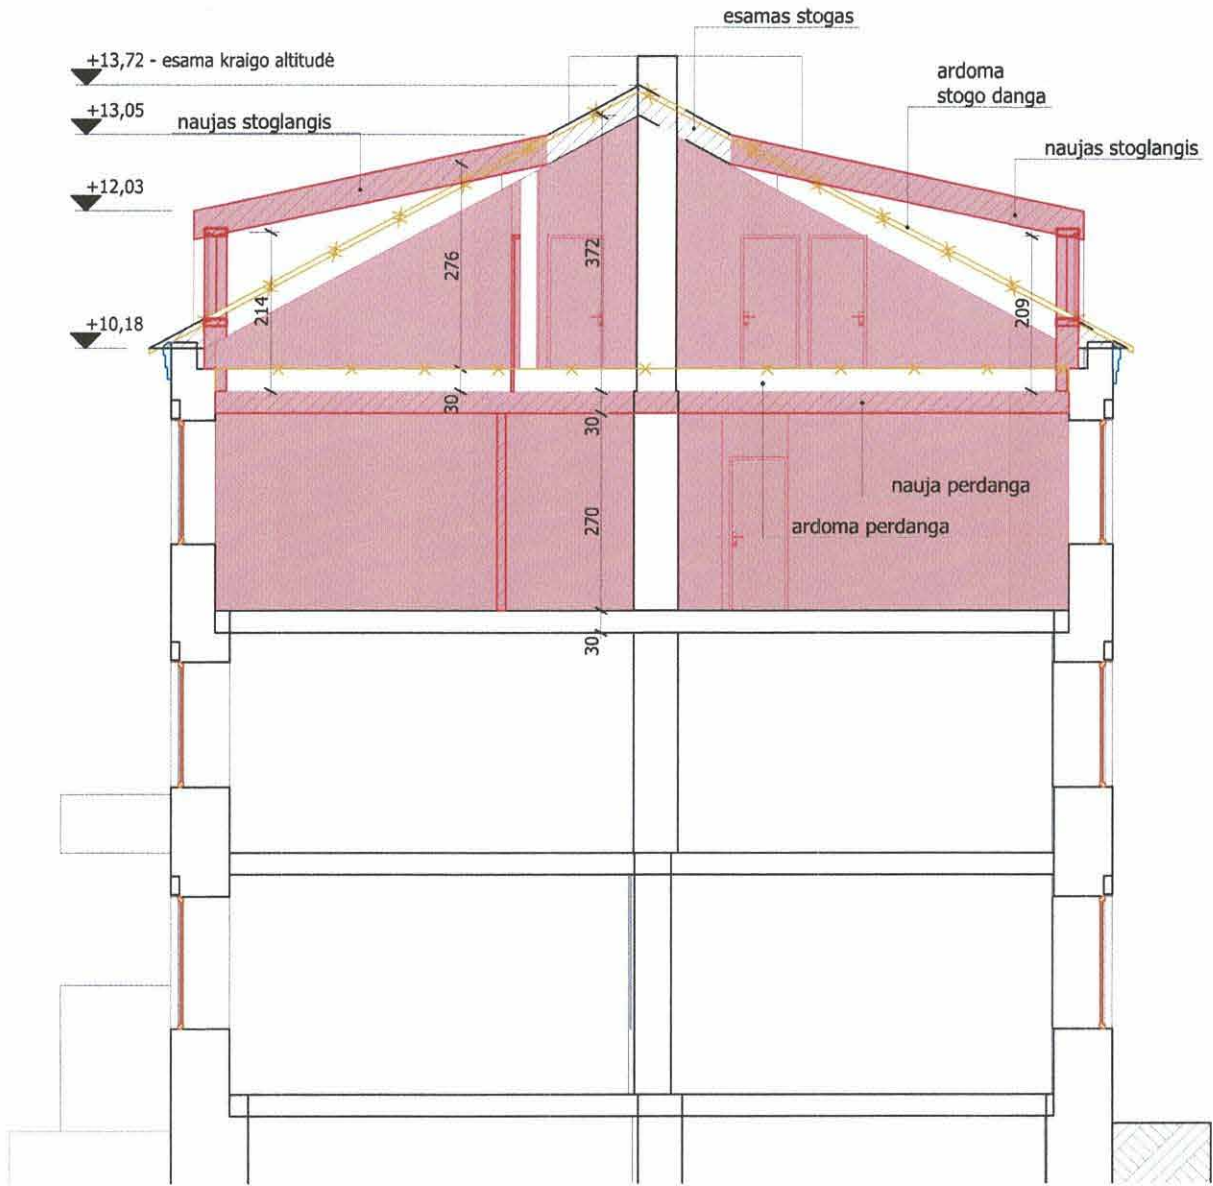 esamas stogas
+13,72 - esama kraigo altitudė
ardoma
stogo danga
+13,05
naujas stoglangis
naujas stoglangis
+12,03
276
372
214
209
+10,18
30
30
nauja perdanga
270
ardoma perdanga
30